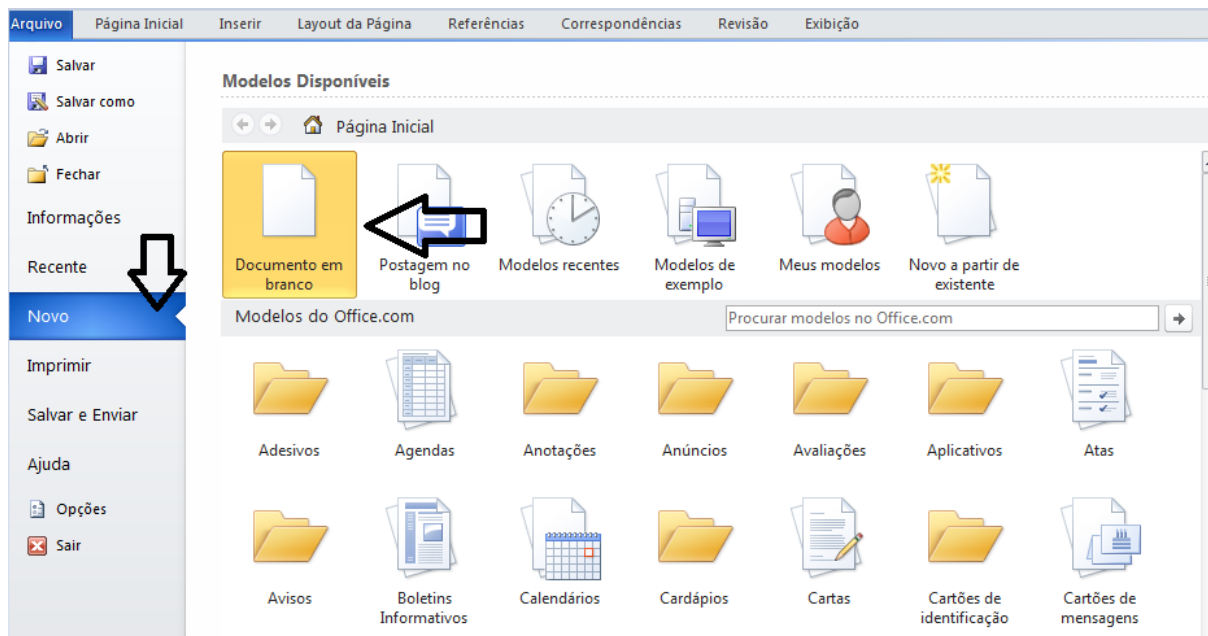 Arquivo Página Inicial Inserir Layout da Página Referências Correspondências Revisão Exibição
Salvar
Salvar como
Abrir
Fechar
Informações
Recente
Novo
Imprimir
Salvar e Enviar
Ajuda
Opções
Sair
Modelos Disponíveis
Página Inicial
Documento em
branco
Postagem no
blog
Modelos recentes
Modelos de
exemplo
Meus modelos
Novo a partir de
existente
Modelos do Office.com
Procurar modelos no Office.com
Adesivos
Agendas
Anotações
Anúncios
Avaliações
Aplicativos
Atas
Avisos
Boletins
Informativos
Calendários
Cardápios
Cartas
Cartões de
identificação
Cartões de
mensagens